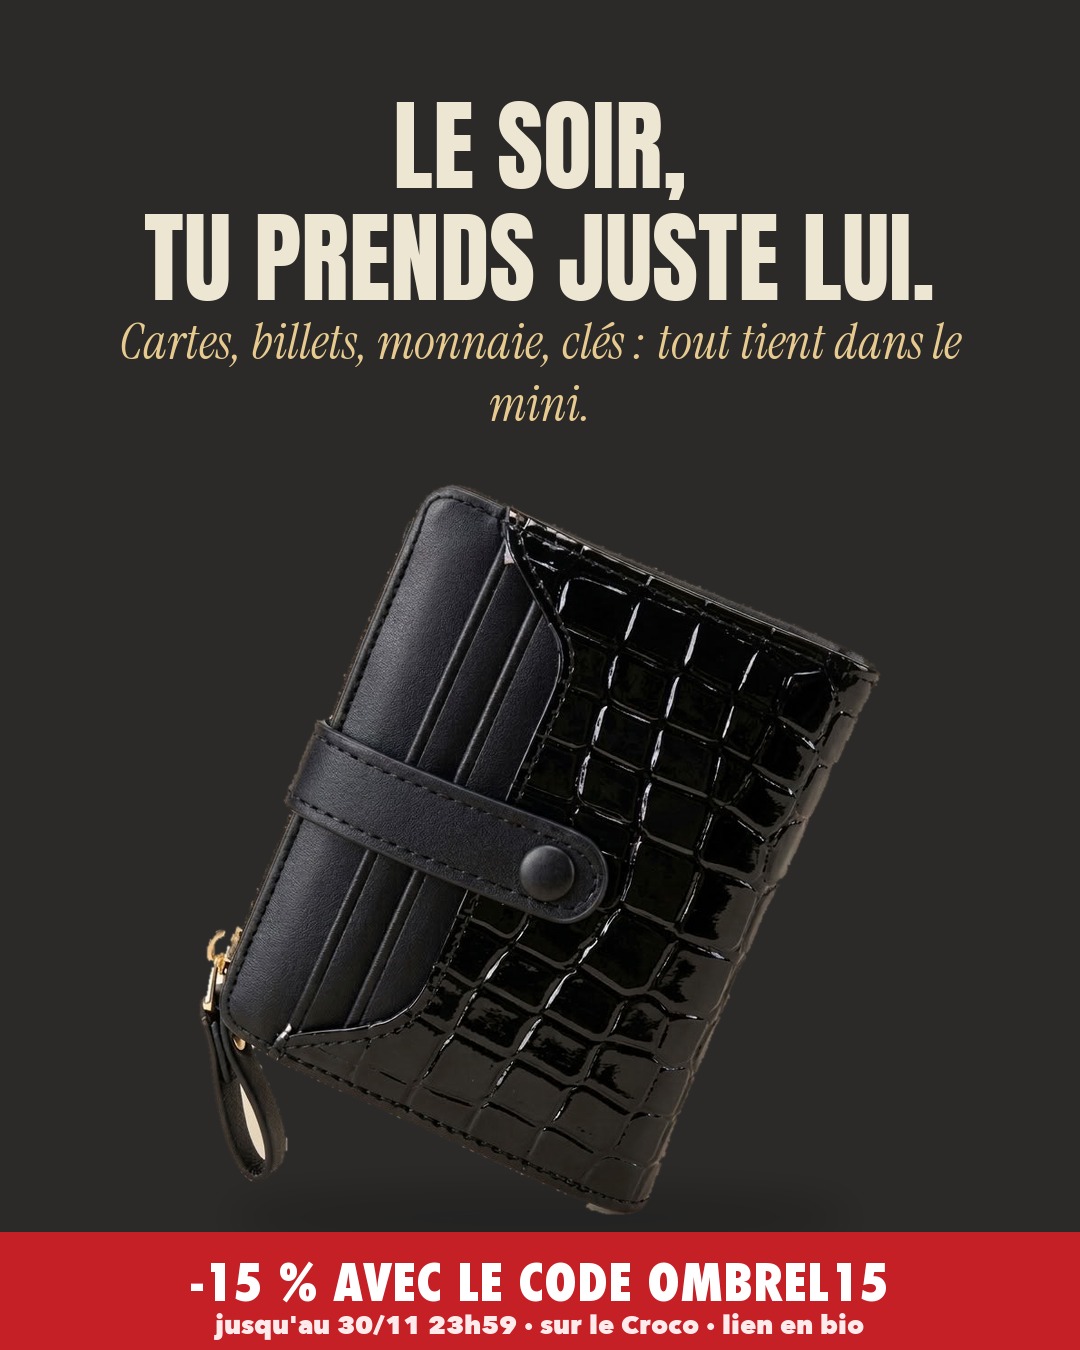 LE SOIR,
TU PRENDS JUSTE LUI.
Cartes, billets, monnaie, clés : tout tient dans le
mini.
-15 % AVEC LE CODE OMBREL15
jusqu'au 30/11 23h59 · sur le Croco · lien en bio